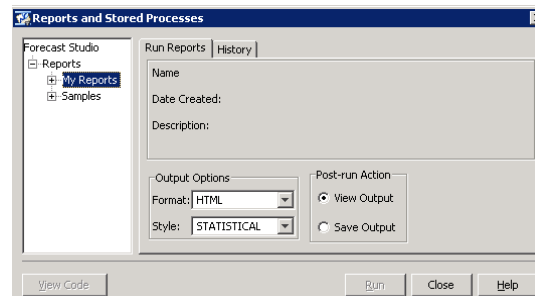 Reports and Stored Processes
Forecast Studio
Reports
My Reports
Samples
Run Reports History
Name
Date Created:
Description:
Output Options
Format: HTML
Style: STATISTICAL
Post-run Action
View Output
Save Output
View Code Run Close Help